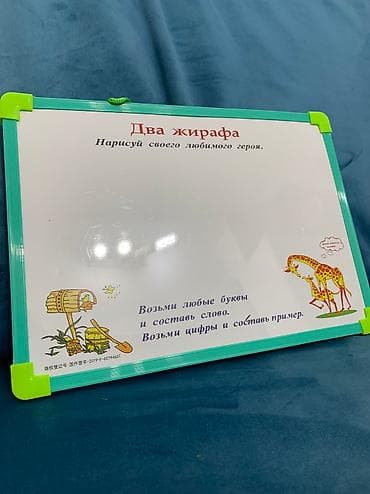 Два жирафа
Нарисуй своего любимого героя.
Возьми любые буквы
и составь слово.
Возьми цифры и составь пример.